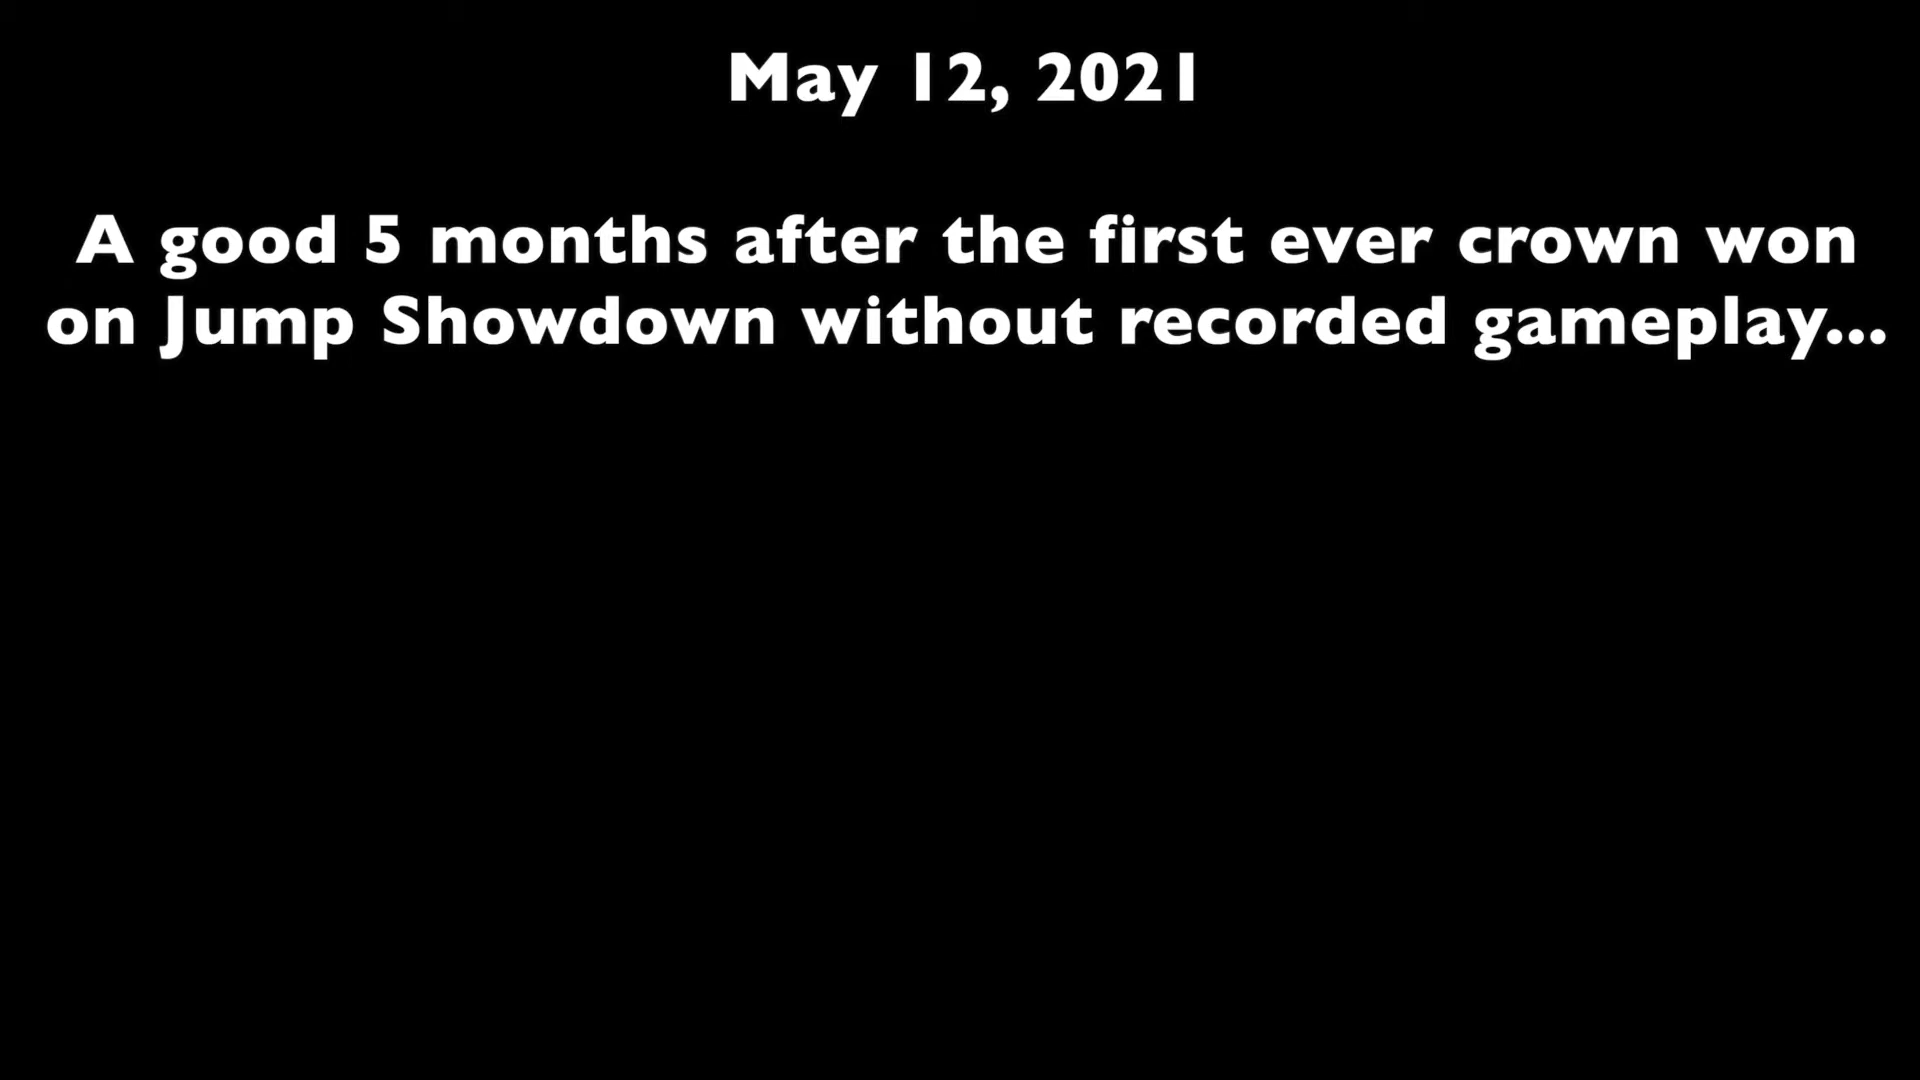 May 12, 2021
A good 5 months after the first ever crown won
on Jump Showdown without recorded gameplay...